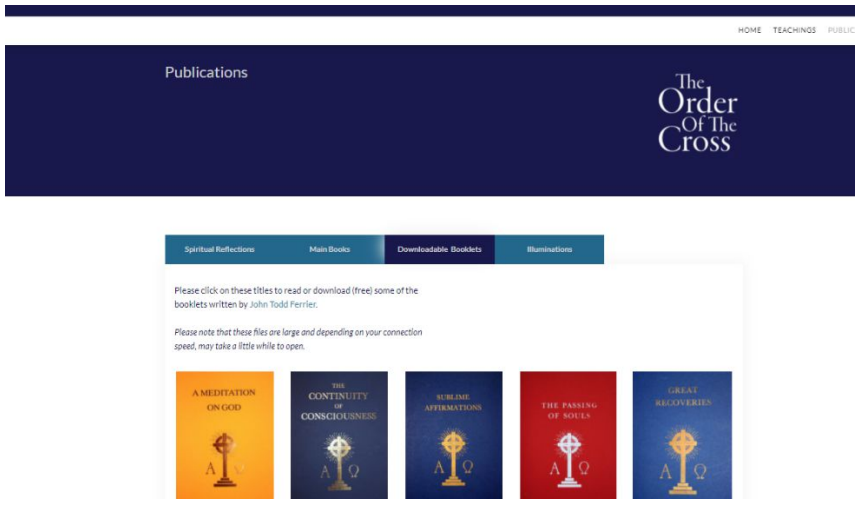 HOME TEACHINGS PUBLIC
Publications
The
Order
Of The
Cross
Spiritual Reflections Main Books Downloadable Booklets Illuminations
Please click on these titles to read or download (free) some of the
booklets written by John Todd Ferrier.
Please note that these files are large and depending on your connection
speed, may take a little while to open.
A MEDITATION
ON GOD
Α Ω
THE
CONTINUITY
OF
CONSCIOUSNESS
Α Ω
SUBLIME
AFFIRMATIONS
Α Ω
THE PASSING
OF SOULS
Α Ω
GREAT
RECOVERIES
Α Ω